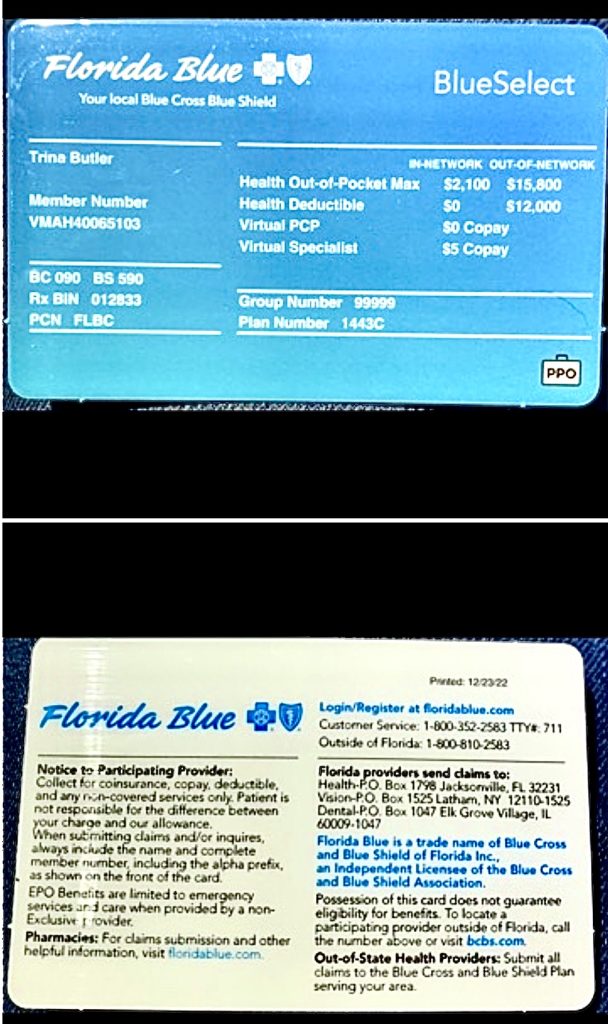 Florida Blue
Your local Blue Cross Blue Shield
BlueSelect
Trina Butler
Member Number
VMAH40065103
BC 090 BS 590
Rx BIN 012833
PCN FLBC
IN-NETWORK OUT-OF-NETWORK
Health Out-of-Pocket Max $2,100 $15,800
Health Deductible $0 $12,000
Virtual PCP $0 Copay
Virtual Specialist $5 Copay
Group Number 99999
Plan Number 1443C
PPO
Printed: 12/23/22
Florida Blue
Notice to Participating Provider:
Collect for coinsurance, copay, deductible,
and any non-covered services only. Patient is
not responsible for the difference between
your charge and our allowance.
When submitting claims and/or inquires,
always include the name and complete
member number, including the alpha prefix,
as shown on the front of the card.
EPO Benefits are limited to emergency
services and care when provided by a non-
Exclusive Provider.
Pharmacies: For claims submission and other
helpful information, visit floridablue.com.
Login/Register at floridablue.com
Customer Service: 1-800-352-2583 TTY#: 711
Outside of Florida: 1-800-810-2583
Florida providers send claims to:
Health-P.O. Box 1798 Jacksonville, FL 32231
Vision-P.O. Box 1525 Latham, NY 12110-1525
Dental-P.O. Box 1047 Elk Grove Village, IL
60009-1047
Florida Blue is a trade name of Blue Cross
and Blue Shield of Florida Inc.,
an Independent Licensee of the Blue Cross
and Blue Shield Association.
Possession of this card does not guarantee
eligibility for benefits. To locate a
participating provider outside of Florida, call
the number above or visit bcbs.com.
Out-of-State Health Providers: Submit all
claims to the Blue Cross and Blue Shield Plan
serving your area.